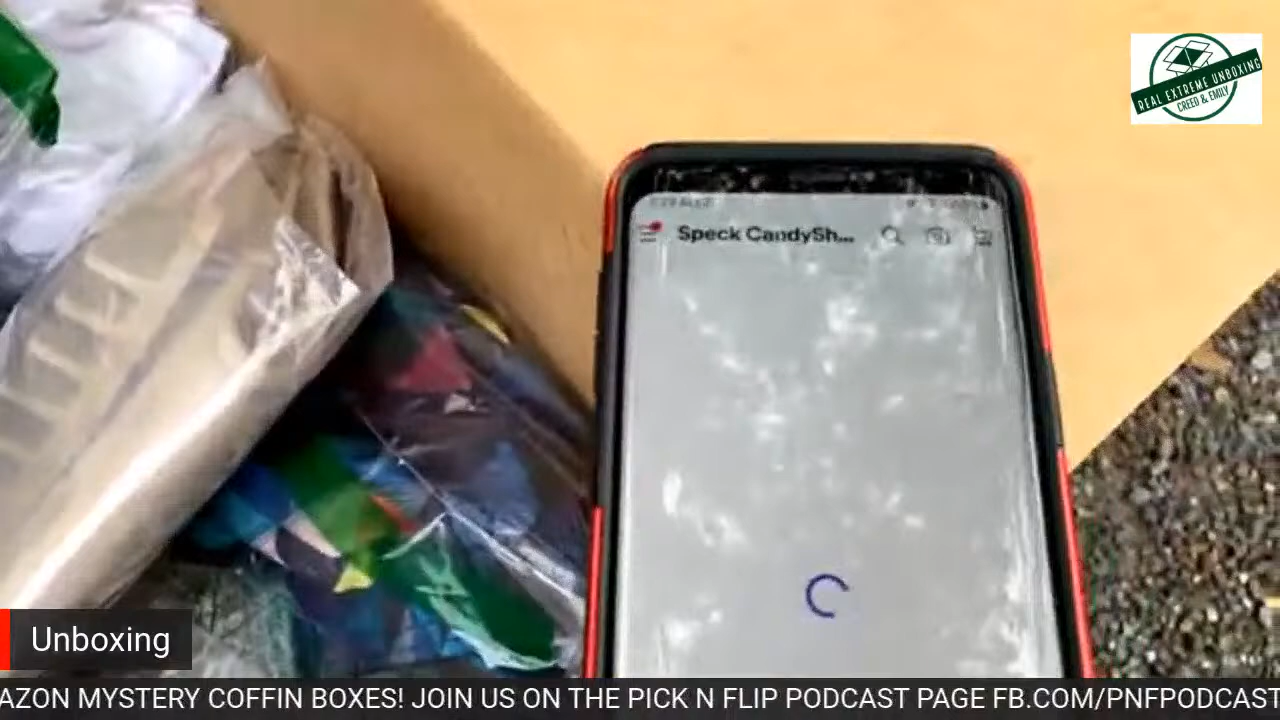 REAL EXTREME UNBOXING
CREED & EMILY
Speck CandySh...
Unboxing
AZON MYSTERY COFFIN BOXES! JOIN US ON THE PICK N FLIP PODCAST PAGE FB.COM/PNFPODCAST